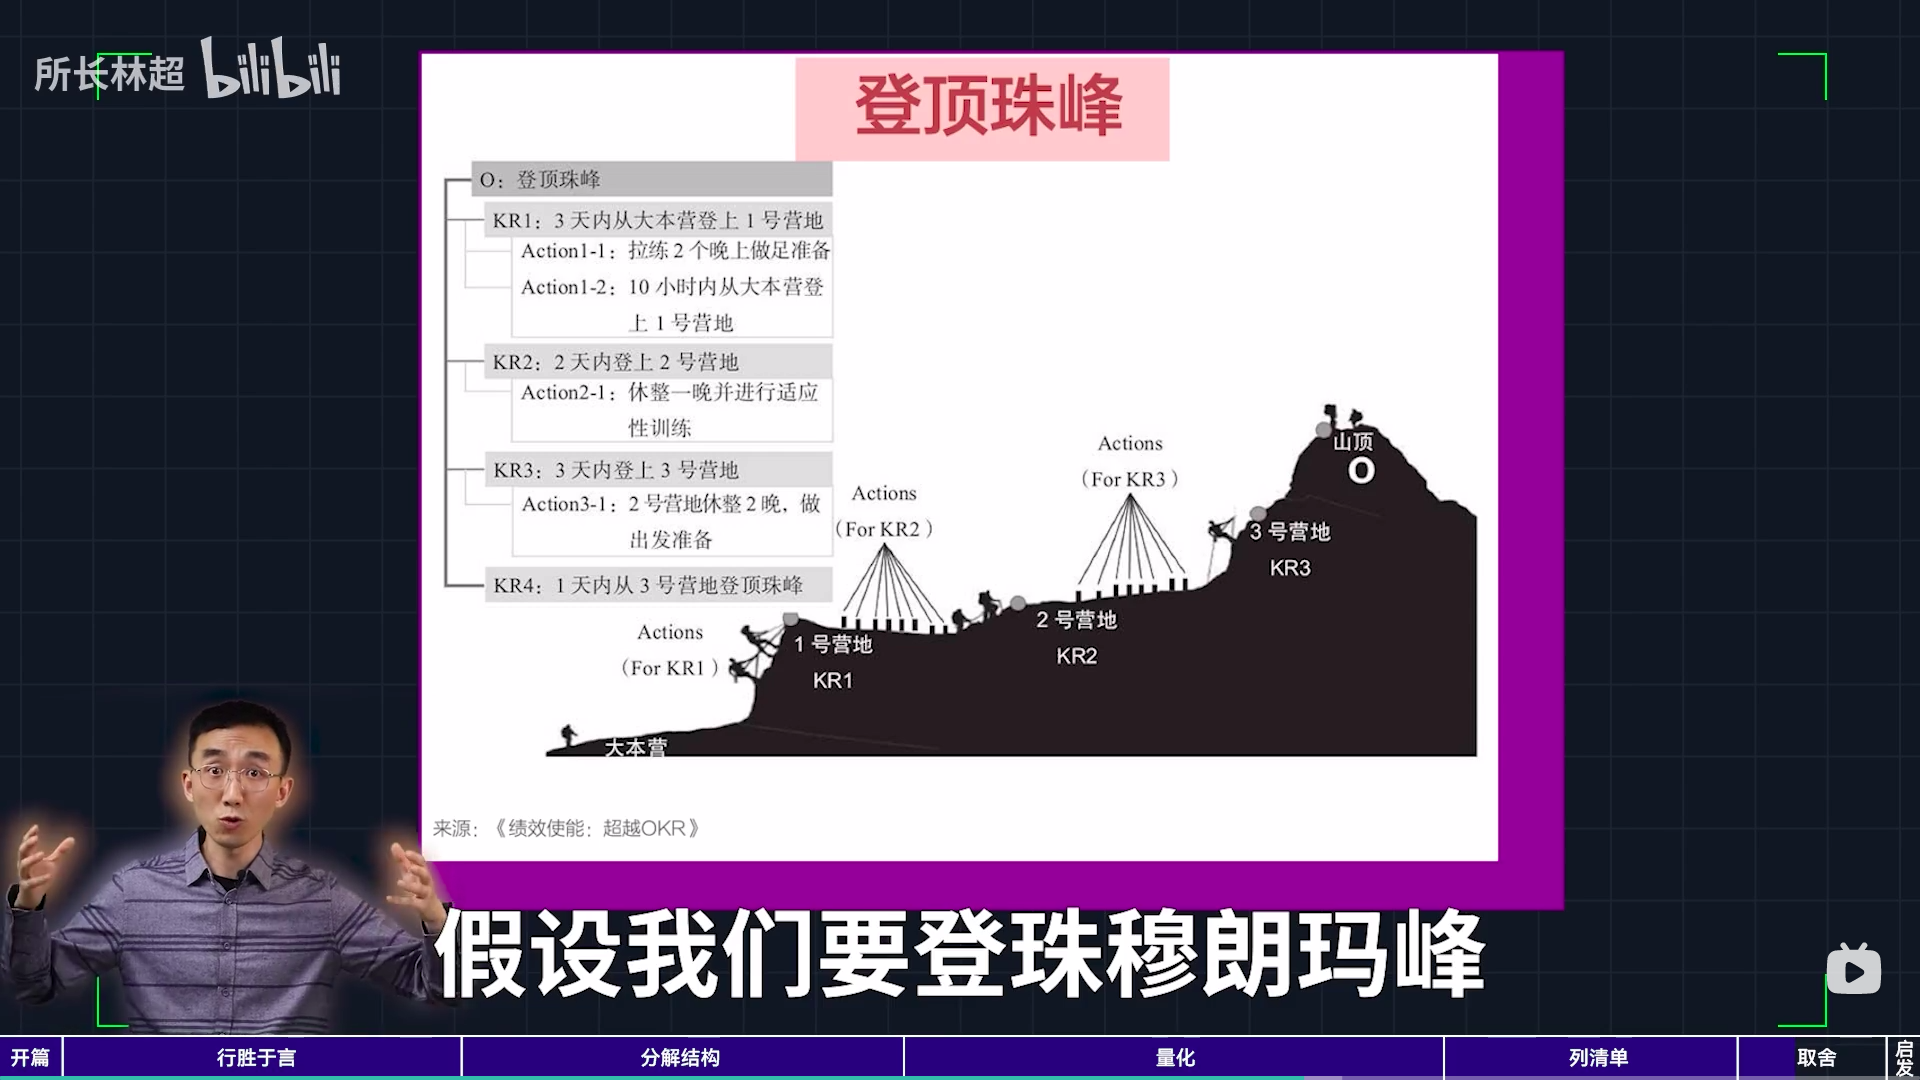 所长林超 bilibili
登顶珠峰
O：登顶珠峰
KR1：3 天内从大本营登上 1 号营地
Action1-1：拉练 2 个晚上做足准备
Action1-2：10 小时内从大本营登
上 1 号营地
KR2：2 天内登上 2 号营地
Action2-1：休整一晚并进行适应
性训练
KR3：3 天内登上 3 号营地
Action3-1：2 号营地休整 2 晚，做
出发准备
KR4：1 天内从 3 号营地登顶珠峰
Actions
（For KR1）
Actions
（For KR2）
Actions
（For KR3）
山顶
O
3 号营地
KR3
2 号营地
KR2
1 号营地
KR1
大本营
来源：《绩效使能：超越OKR》
假设我们要登珠穆朗玛峰
开篇
行胜于言
分解结构
量化
列清单
取舍
启发